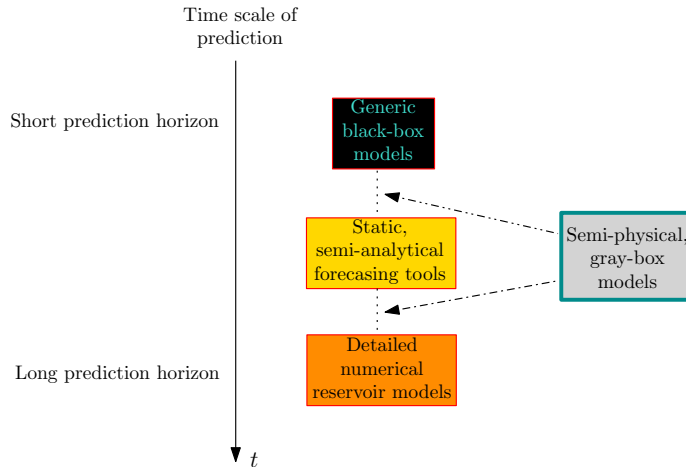 Time scale of
prediction
Short prediction horizon
Generic
black-box
models
Static,
semi-analytical
forecasing tools
Semi-physical,
gray-box
models
Detailed
numerical
reservoir models
Long prediction horizon
t